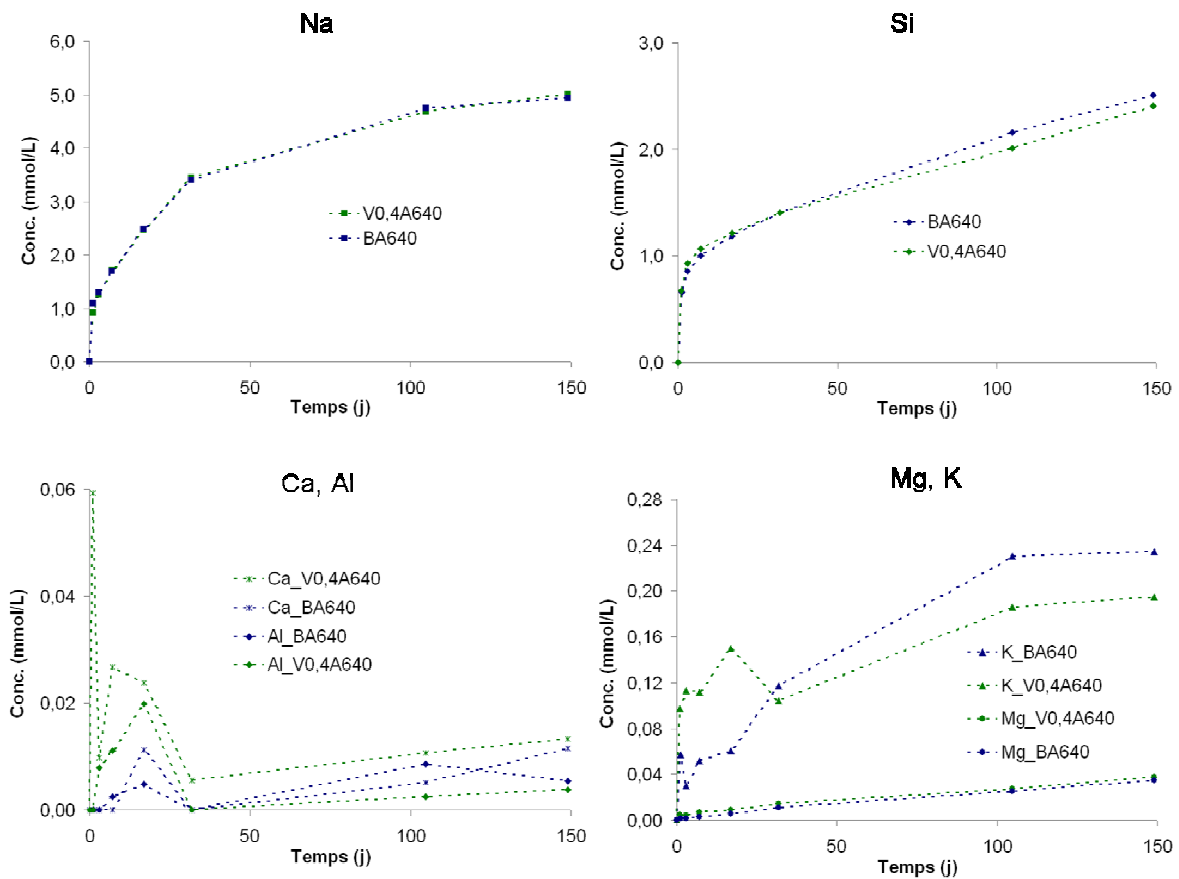 Na
6,0
5,0
4,0
3,0
2,0
1,0
0,0
Conc. (mmol/L)
V0,4A640
BA640
0
50
100
150
Temps (j)
Si
3,0
2,0
1,0
0,0
Conc. (mmol/L)
BA640
V0,4A640
0
50
100
150
Temps (j)
Ca, Al
0,06
0,04
0,02
0,00
Conc. (mmol/L)
Ca_V0,4A640
Ca_BA640
Al_BA640
Al_V0,4A640
0
50
100
150
Temps (j)
Mg, K
0,28
0,24
0,20
0,16
0,12
0,08
0,04
0,00
Conc. (mmol/L)
K_BA640
K_V0,4A640
Mg_V0,4A640
Mg_BA640
0
50
100
150
Temps (j)